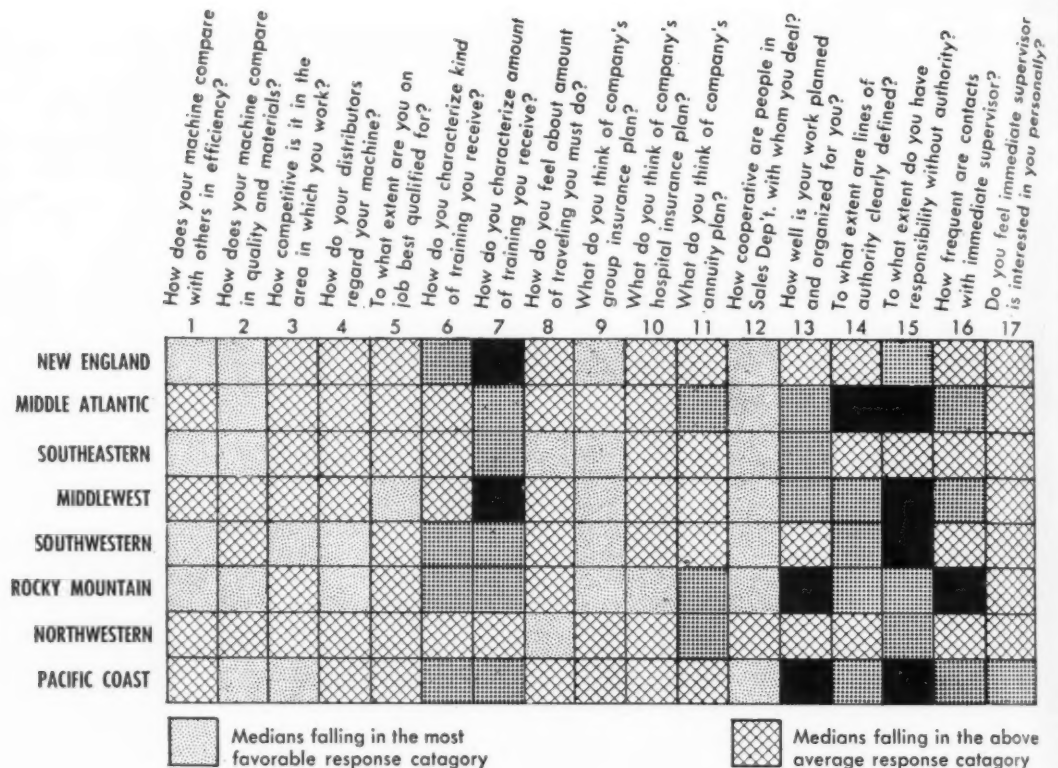 How does your machine compare
with others in efficiency?
How does your machine compare
in quality and materials?
How competitive is it in the
area in which you work?
How do your distributors
regard your machine?
To what extent are you on
job best qualified for?
How do you characterize kind
of training you receive?
How do you characterize amount
of training you receive?
How do you feel about amount
of traveling you must do?
What do you think of company's
group insurance plan?
What do you think of company's
hospital insurance plan?
What do you think of company's
annuity plan?
How cooperative are people in
Sales Dep't. with whom you deal?
How well is your work planned
and organized for you?
To what extent are lines of
authority clearly defined?
To what extent do you have
responsibility without authority?
How frequent are contacts
with immediate supervisor?
Do you feel immediate supervisor
is interested in you personally?
1 2 3 4 5 6 7 8 9 10 11 12 13 14 15 16 17
NEW ENGLAND
MIDDLE ATLANTIC
SOUTHEASTERN
MIDDLEWEST
SOUTHWESTERN
ROCKY MOUNTAIN
NORTHWESTERN
PACIFIC COAST
Medians falling in the most
favorable response catagory
Medians falling in the above
average response catagory